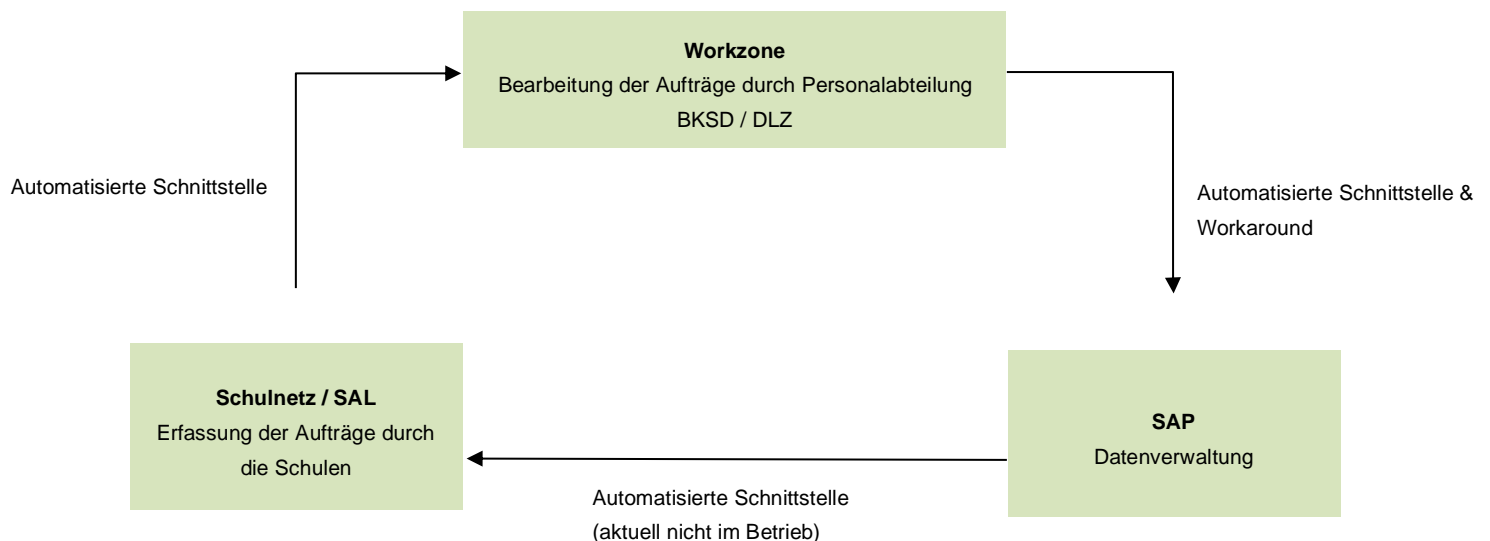 Workzone
Bearbeitung der Aufträge durch Personalabteilung
BKSD / DLZ
Automatisierte Schnittstelle
Automatisierte Schnittstelle &
Workaround
Schulnetz / SAL
Erfassung der Aufträge durch
die Schulen
SAP
Datenverwaltung
Automatisierte Schnittstelle
(aktuell nicht im Betrieb)